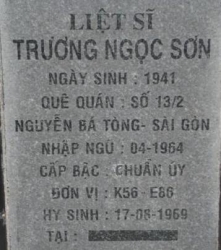 LIỆT SĨ
TRƯƠNG NGỌC SƠN
NGÀY SINH : 1941
QUÊ QUÁN : SỐ 13/2
NGUYỄN BÁ TÒNG - SÀI GÒN
NHẬP NGŨ : 04-1964
CẤP BẬC : CHUẨN ÚY
ĐƠN VỊ : K56 - E86
HY SINH : 17-08-1969
TẠI :